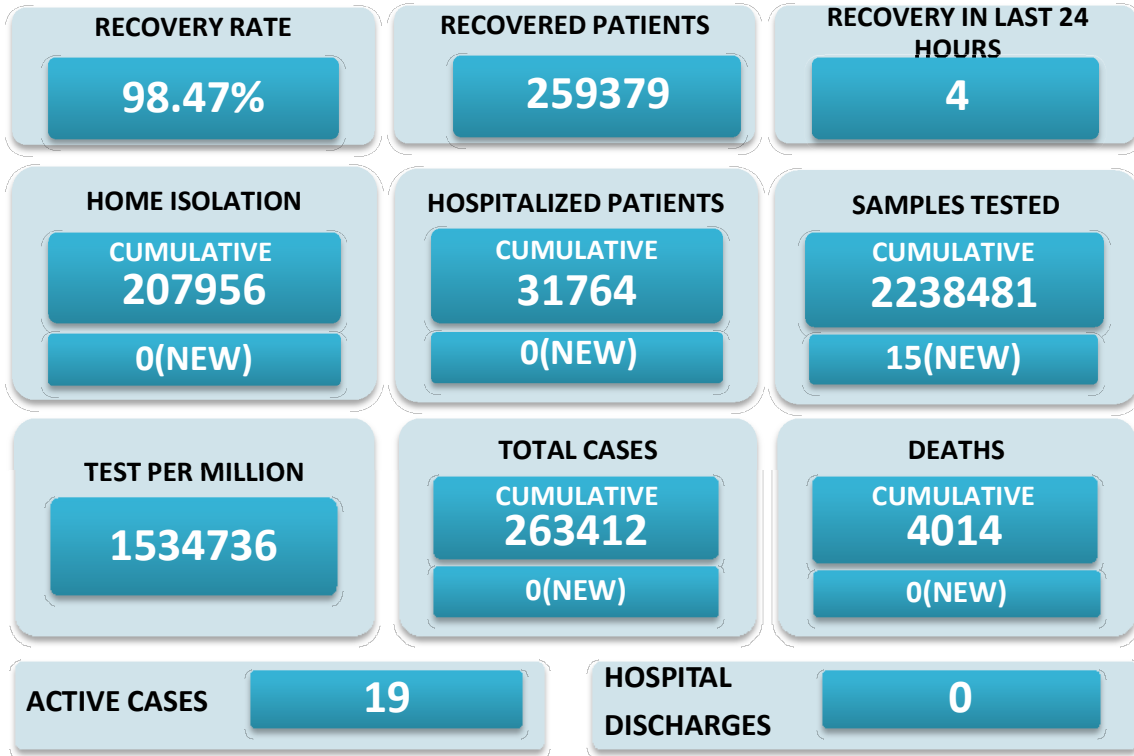 RECOVERY RATE
98.47%
RECOVERED PATIENTS
259379
RECOVERY IN LAST 24
HOURS
4
HOME ISOLATION
CUMULATIVE
207956
0(NEW)
HOSPITALIZED PATIENTS
CUMULATIVE
31764
0(NEW)
SAMPLES TESTED
CUMULATIVE
2238481
15(NEW)
TEST PER MILLION
1534736
TOTAL CASES
CUMULATIVE
263412
0(NEW)
DEATHS
CUMULATIVE
4014
0(NEW)
ACTIVE CASES
19
HOSPITAL
DISCHARGES
0